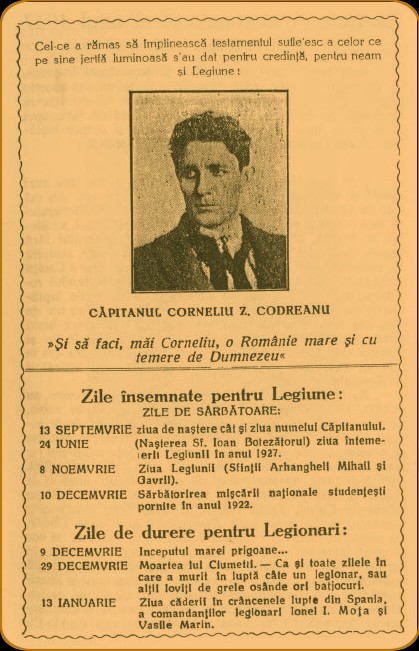 Cel-ce a rămas să împlinească testamentul sufle'esc a celor ce
pe sine jertfă luminoasă s'au dat pentru credință, pentru neam
și Legiune:
CĂPITANUL CORNELIU Z. CODREANU
»Și să faci, măi Corneliu, o Românie mare și cu
temere de Dumnezeu«
Zile însemnate pentru Legiune:
ZILE DE SĂRBĂTOARE:
13 SEPTEMVRIE ziua de naștere cât și ziua numelui Căpitanului.
24 IUNIE (Nașterea Sf. Ioan Botezătorul) ziua înteme-
ierii Legiunii în anul 1927.
8 NOEMVRIE Ziua Legiunii (Sfinții Arhangheli Mihail și
Gavril).
10 DECEMVRIE Sărbătorirea mișcării naționale studențești
pornite în anul 1922.
Zile de durere pentru Legionari:
9 DECEMVRIE Inceputul marei prigoane...
29 DECEMVRIE Moartea lui Ciumetti. — Ca și toate zilele în
care a murit în luptă câte un legionar, sau
alții loviți de grele osânde ori batjocuri.
13 IANUARIE Ziua căderii în crâncenele lupte din Spania,
a comandanților legionari Ionel I. Moța și
Vasile Marin.